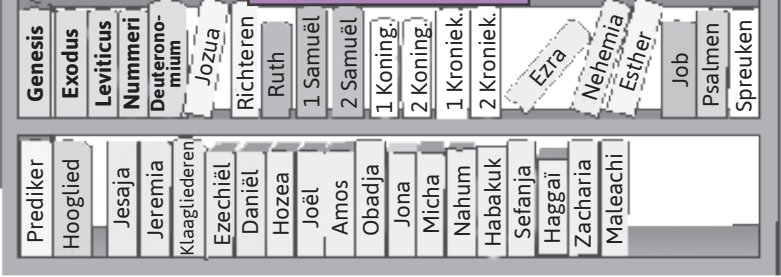 Genesis
Exodus
Leviticus
Nummeri
Deuterono-
mium
Jozua
Richteren
Ruth
1 Samuël
2 Samuël
1 Koning.
2 Koning.
1 Kroniek.
2 Kroniek.
Ezra
Nehemia
Esther
Job
Psalmen
Spreuken
Prediker
Hooglied
Jesaja
Jeremia
Klaagliederen
Ezechiël
Daniël
Hozea
Joël
Amos
Obadja
Jona
Micha
Nahum
Habakuk
Sefanja
Haggaï
Zacharia
Maleachi